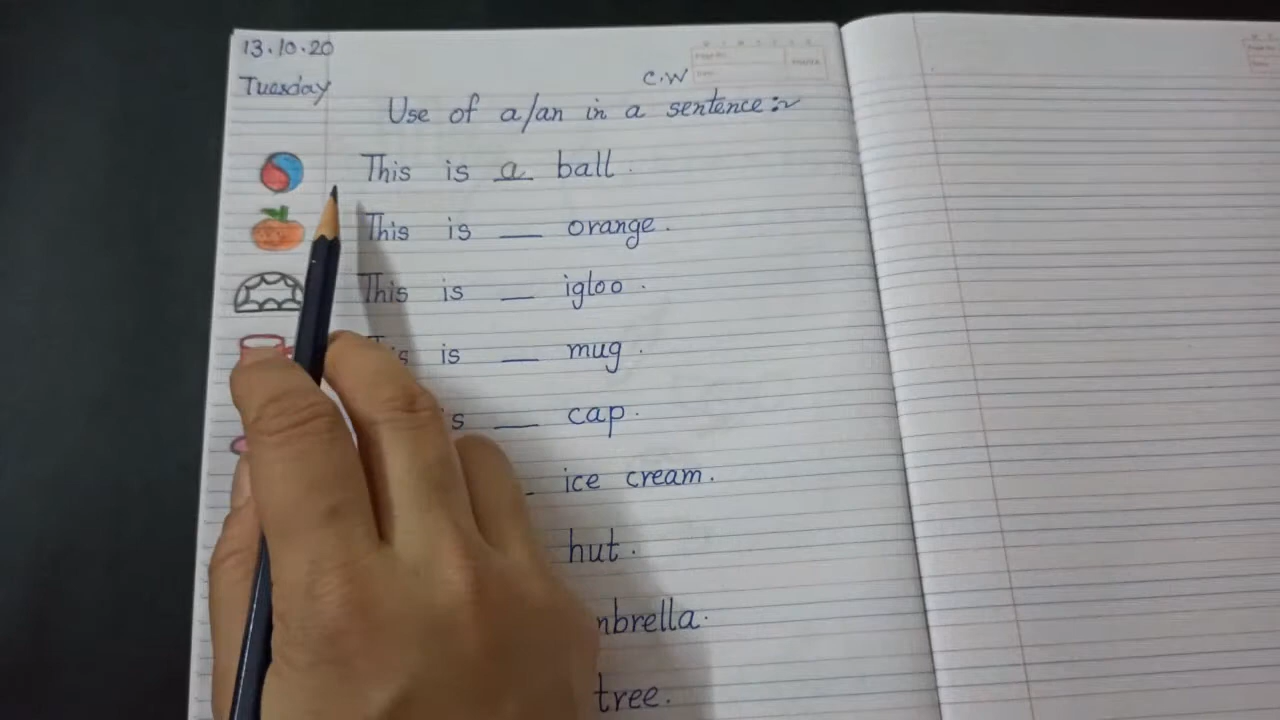 13.10.20
Tuesday
C.W
Use of a/an in a sentence:~
This is a ball.
This is __ orange.
This is __ igloo.
is __ mug.
__ cap.
ice cream.
hut.
tree.